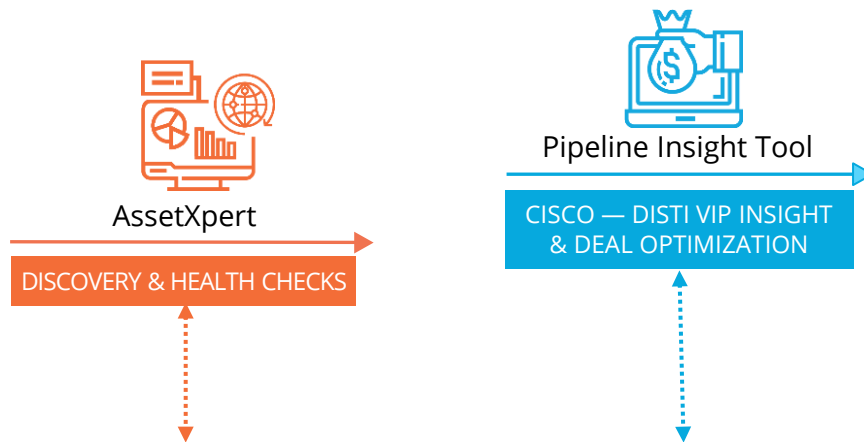 AssetXpert
DISCOVERY & HEALTH CHECKS
$
Pipeline Insight Tool
CISCO — DISTI VIP INSIGHT
& DEAL OPTIMIZATION